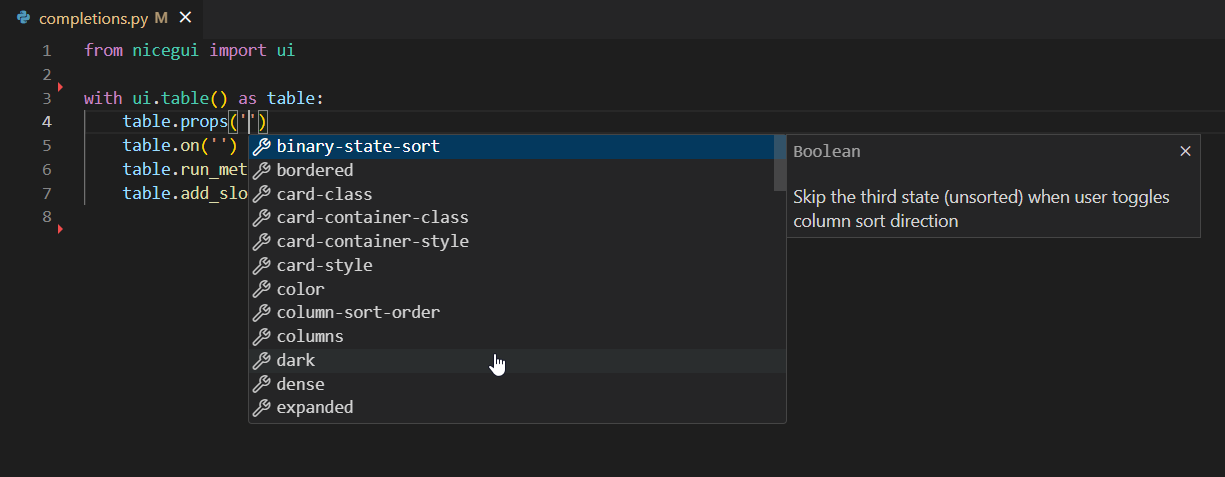 completions.py M
1 from nicegui import ui
2
3 with ui.table() as table:
4 table.props('')
5 table.on('')
6 table.run_met
7 table.add_slo
8
binary-state-sort
bordered
card-class
card-container-class
card-container-style
card-style
color
column-sort-order
columns
dark
dense
expanded
Boolean
Skip the third state (unsorted) when user toggles
column sort direction